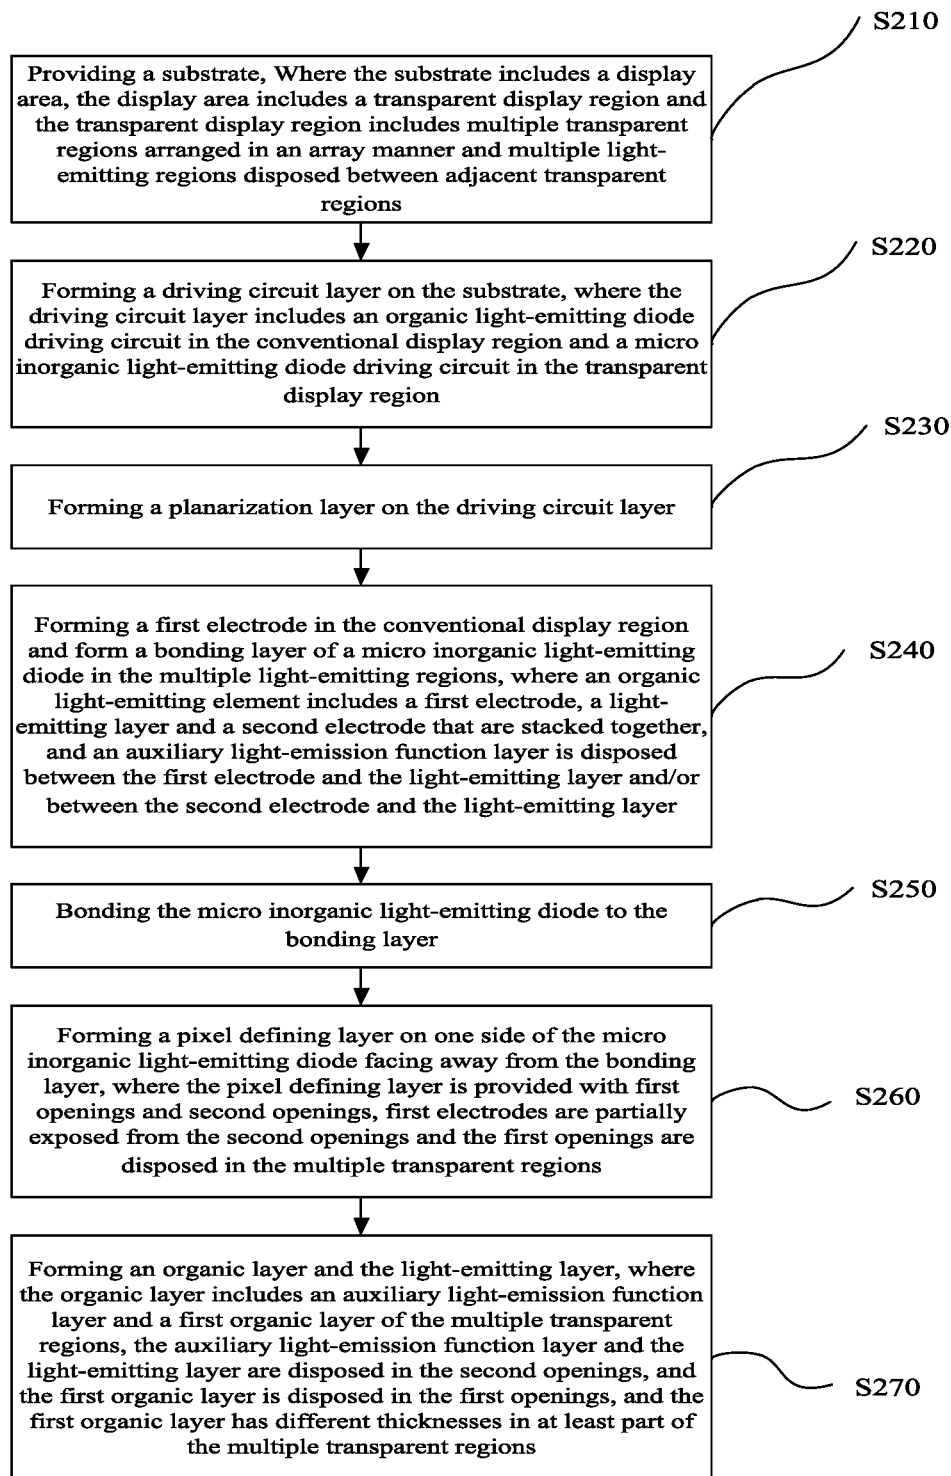 S210
Providing a substrate, Where the substrate includes a display
area, the display area includes a transparent display region and
the transparent display region includes multiple transparent
regions arranged in an array manner and multiple light-
emitting regions disposed between adjacent transparent
regions
S220
Forming a driving circuit layer on the substrate, where the
driving circuit layer includes an organic light-emitting diode
driving circuit in the conventional display region and a micro
inorganic light-emitting diode driving circuit in the transparent
display region
S230
Forming a planarization layer on the driving circuit layer
S240
Forming a first electrode in the conventional display region
and form a bonding layer of a micro inorganic light-emitting
diode in the multiple light-emitting regions, where an organic
light-emitting element includes a first electrode, a light-
emitting layer and a second electrode that are stacked together,
and an auxiliary light-emission function layer is disposed
between the first electrode and the light-emitting layer and/or
between the second electrode and the light-emitting layer
S250
Bonding the micro inorganic light-emitting diode to the
bonding layer
S260
Forming a pixel defining layer on one side of the micro
inorganic light-emitting diode facing away from the bonding
layer, where the pixel defining layer is provided with first
openings and second openings, first electrodes are partially
exposed from the second openings and the first openings are
disposed in the multiple transparent regions
S270
Forming an organic layer and the light-emitting layer, where
the organic layer includes an auxiliary light-emission function
layer and a first organic layer of the multiple transparent
regions, the auxiliary light-emission function layer and the
light-emitting layer are disposed in the second openings, and
the first organic layer is disposed in the first openings, and the
first organic layer has different thicknesses in at least part of
the multiple transparent regions